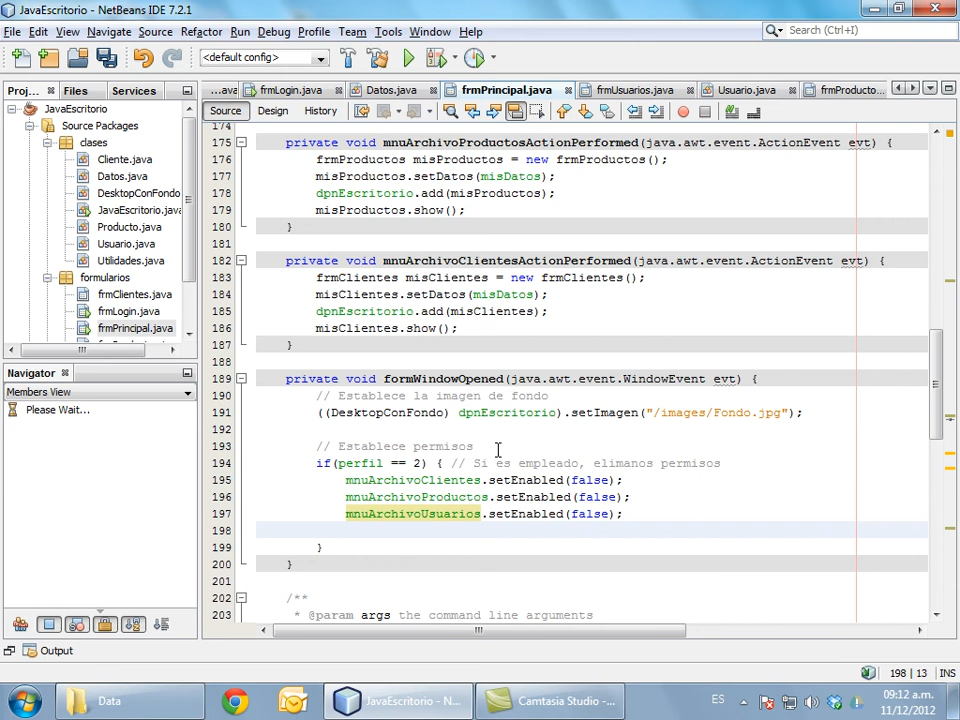 JavaEscritorio - NetBeans IDE 7.2.1
File Edit View Navigate Source Refactor Run Debug Profile Team Tools Window Help
Search (Ctrl+I)
<default config>
Proj... Files Services
...ava frmLogin.java Datos.java frmPrincipal.java frmUsuarios.java Usuario.java frmProducto...
Source Design History
JavaEscritorio
Source Packages
clases
Cliente.java
Datos.java
DesktopConFondo
JavaEscritorio.java
Producto.java
Usuario.java
Utilidades.java
formularios
frmClientes.java
frmLogin.java
frmPrincipal.java
Navigator
Members View
Please Wait...
174
175 private void mnuArchivoProductosActionPerformed(java.awt.event.ActionEvent evt) {
176 frmProductos misProductos = new frmProductos();
177 misProductos.setDatos(misDatos);
178 dpnEscritorio.add(misProductos);
179 misProductos.show();
180 }
181
182 private void mnuArchivoClientesActionPerformed(java.awt.event.ActionEvent evt) {
183 frmClientes misClientes = new frmClientes();
184 misClientes.setDatos(misDatos);
185 dpnEscritorio.add(misClientes);
186 misClientes.show();
187 }
188
189 private void formWindowOpened(java.awt.event.WindowEvent evt) {
190 // Establece la imagen de fondo
191 ((DesktopConFondo) dpnEscritorio).setImagen("/images/Fondo.jpg");
192
193 // Establece permisos
194 if(perfil == 2) { // Si es empleado, elimanos permisos
195 mnuArchivoClientes.setEnabled(false);
196 mnuArchivoProductos.setEnabled(false);
197 mnuArchivoUsuarios.setEnabled(false);
198
199 }
200 }
201
202 /**
203 * @param args the command line arguments
Output
198 | 13 INS
Data
JavaEscritorio - N...
Camtasia Studio -...
ES
09:12 a.m.
11/12/2012